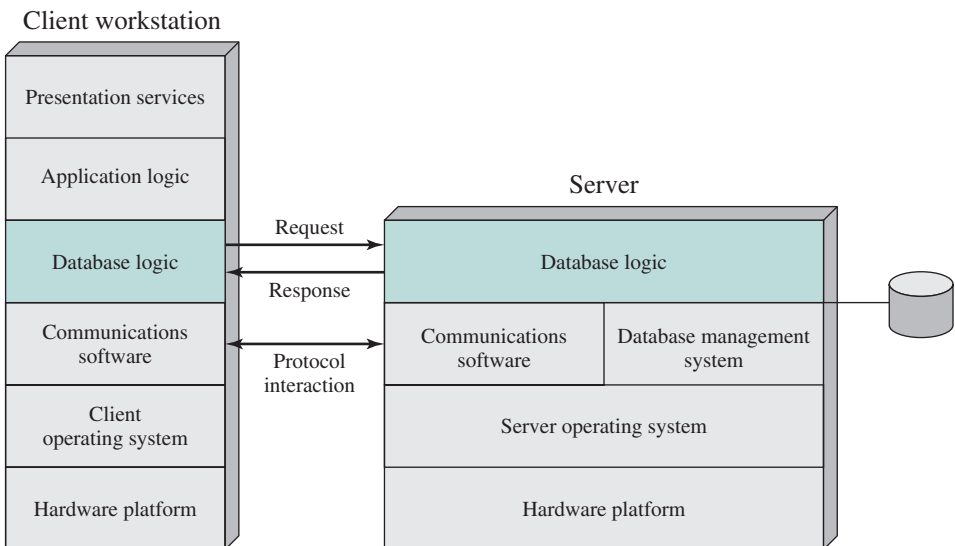 Client workstation
Presentation services
Application logic
Database logic
Communications
software
Client
operating system
Hardware platform
Request
Response
Protocol
interaction
Server
Database logic
Communications
software
Database management
system
Server operating system
Hardware platform